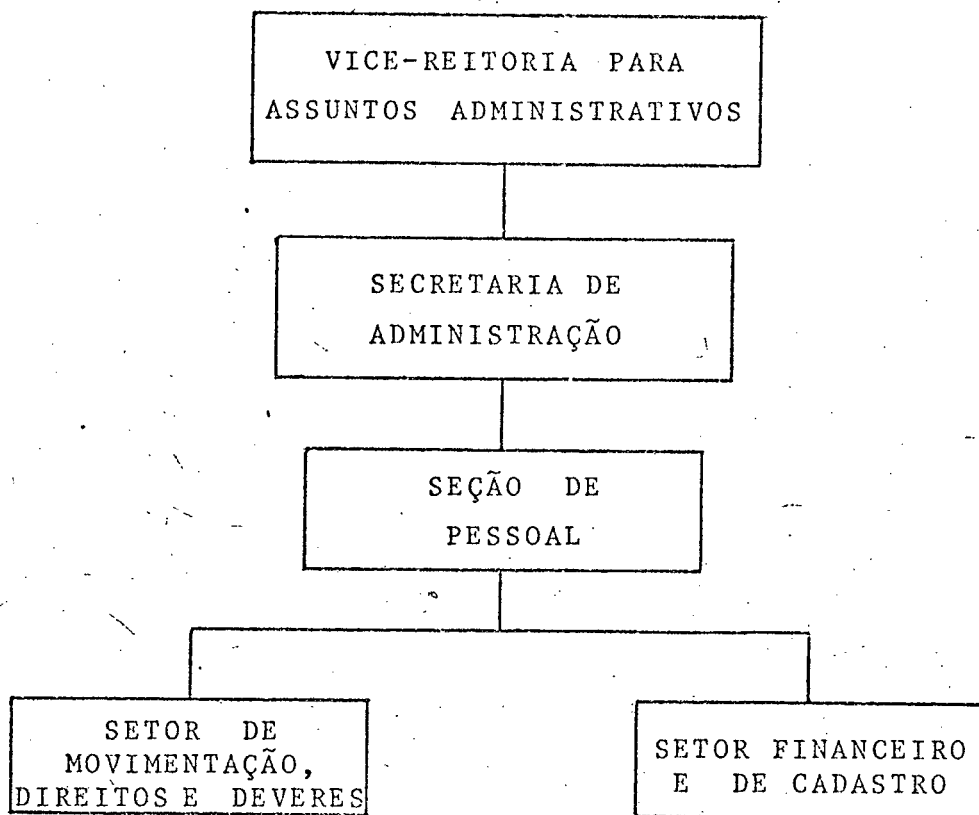 VICE-REITORIA PARA
ASSUNTOS ADMINISTRATIVOS
SECRETARIA DE
ADMINISTRAÇÃO
SEÇÃO DE
PESSOAL
SETOR DE
MOVIMENTAÇÃO,
DIREITOS E DEVERES
SETOR FINANCEIRO
E DE CADASTRO